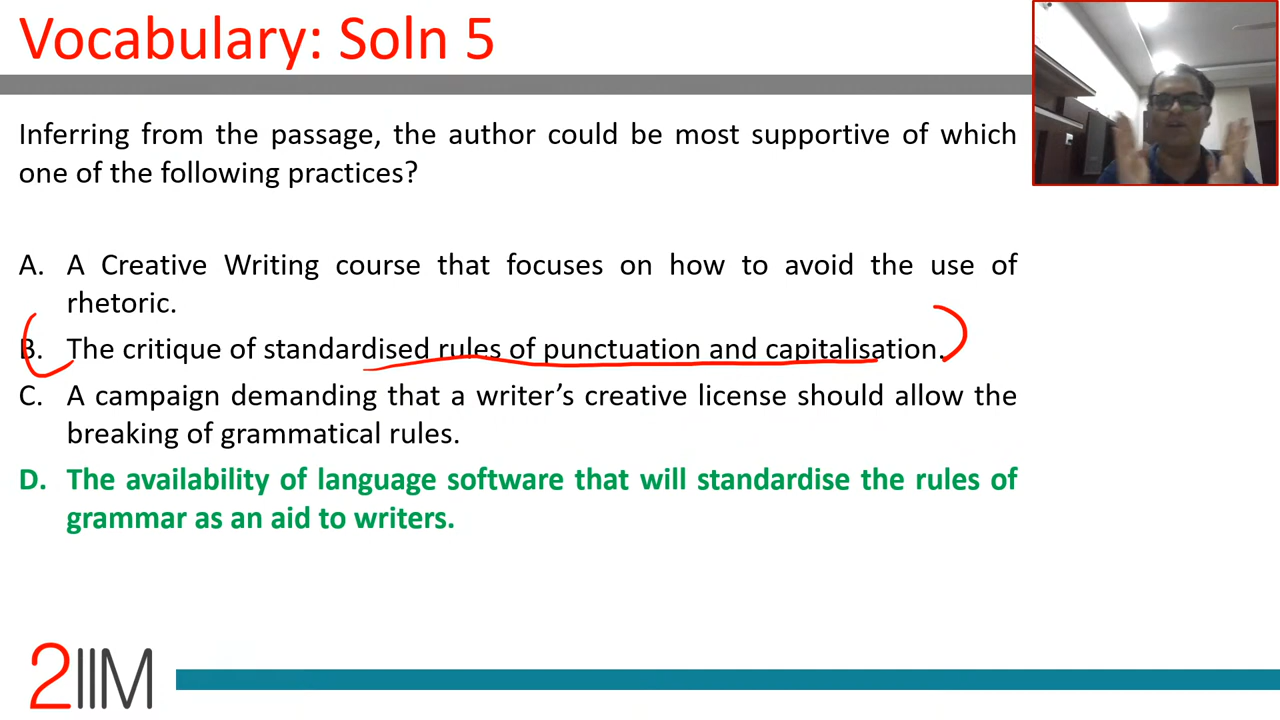 Vocabulary: Soln 5
Inferring from the passage, the author could be most supportive of which
one of the following practices?
A. A Creative Writing course that focuses on how to avoid the use of
rhetoric.
B. The critique of standardised rules of punctuation and capitalisation.
C. A campaign demanding that a writer’s creative license should allow the
breaking of grammatical rules.
D. The availability of language software that will standardise the rules of
grammar as an aid to writers.
2IIM